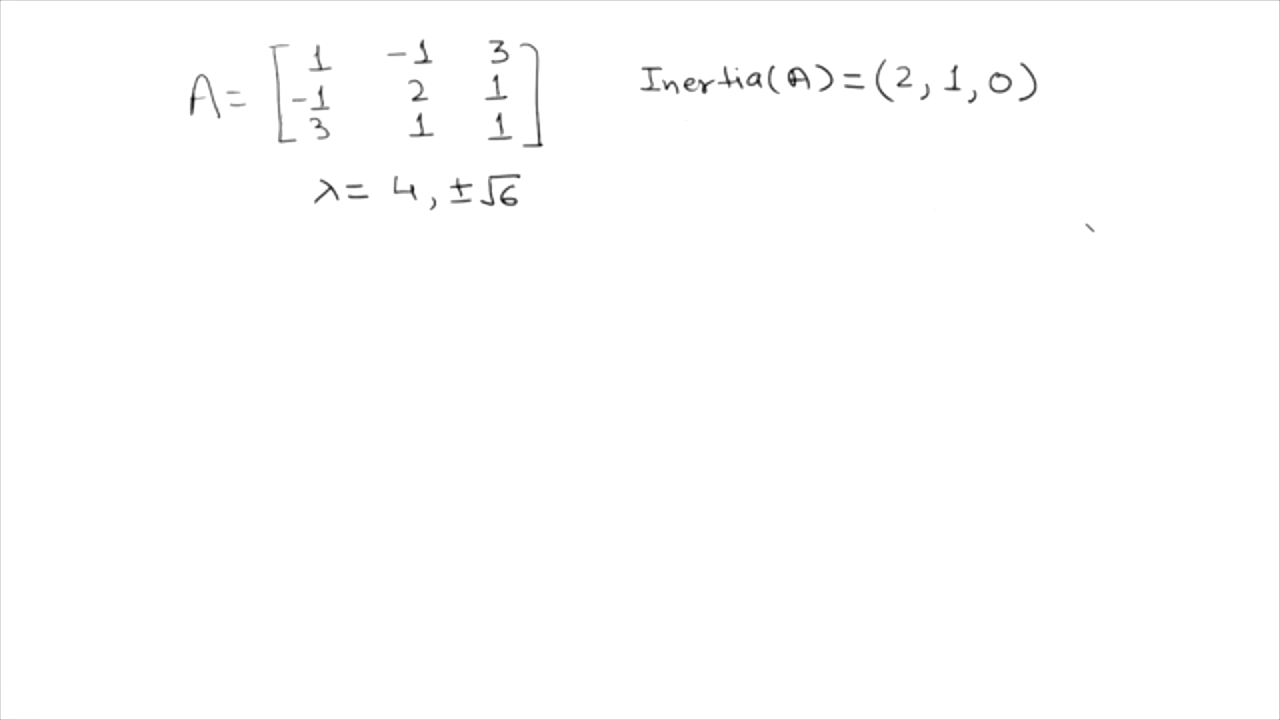 A = [ 1 -1 3
-1 2 1
3 1 1 ]
Inertia(A) = (2, 1, 0)
λ = 4, ±√6